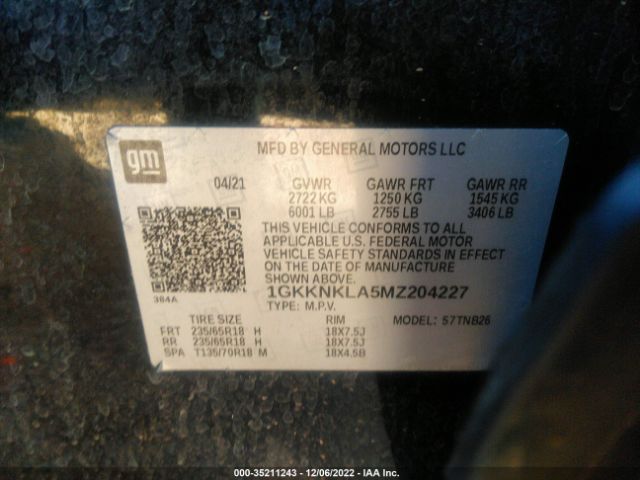 gm
MFD BY GENERAL MOTORS LLC
04/21 GVWR GAWR FRT GAWR RR
2722 KG 1250 KG 1545 KG
6001 LB 2755 LB 3406 LB
THIS VEHICLE CONFORMS TO ALL
APPLICABLE U.S. FEDERAL MOTOR
VEHICLE SAFETY STANDARDS IN EFFECT
ON THE DATE OF MANUFACTURE
SHOWN ABOVE.
384A
1GKKNKLA5MZ204227
TYPE: M.P.V.
TIRE SIZE RIM MODEL: 57TNB26
FRT 235/65R18 H 18X7.5J
RR 235/65R18 H 18X7.5J
SPA T135/70R18 M 18X4.5B
000-35211243 - 12/06/2022 - IAA Inc.